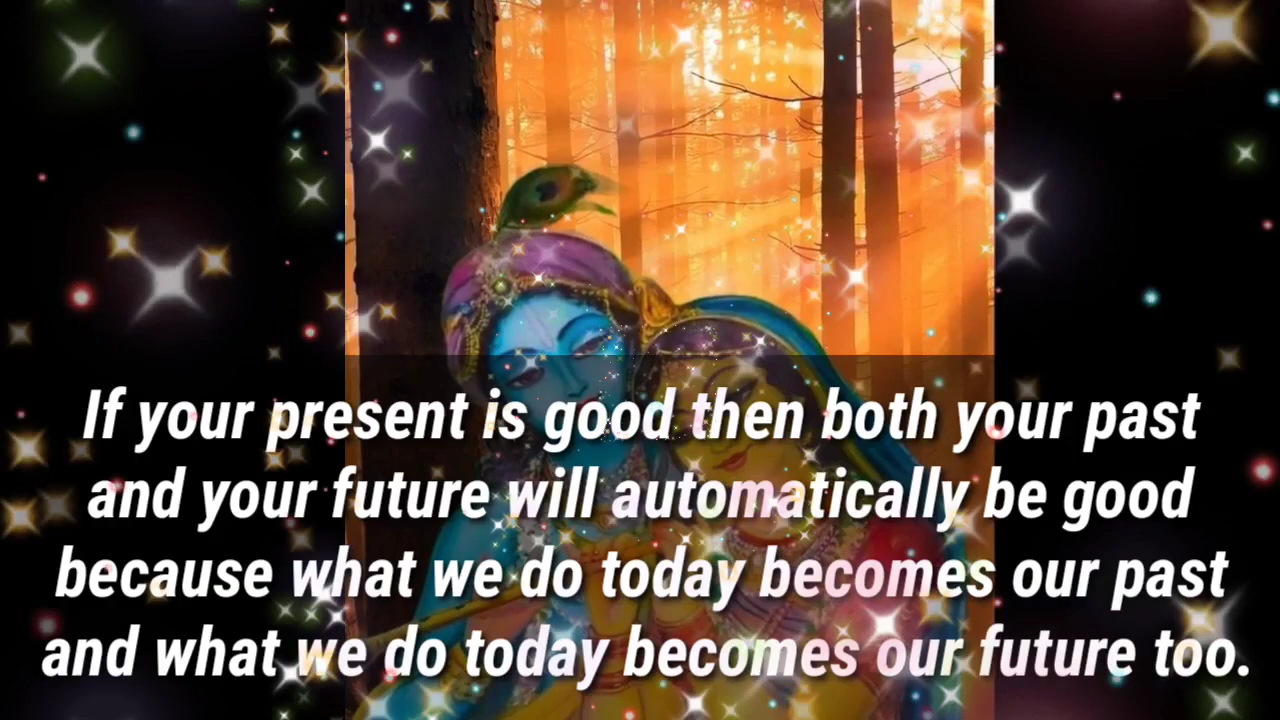 If your present is good then both your past
and your future will automatically be good
because what we do today becomes our past
and what we do today becomes our future too.